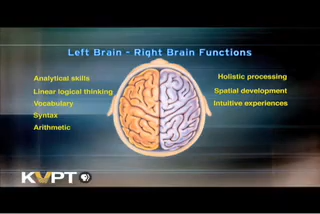 Left Brain - Right Brain Functions
Analytical skills
Linear logical thinking
Vocabulary
Syntax
Arithmetic
Holistic processing
Spatial development
Intuitive experiences
KVPT